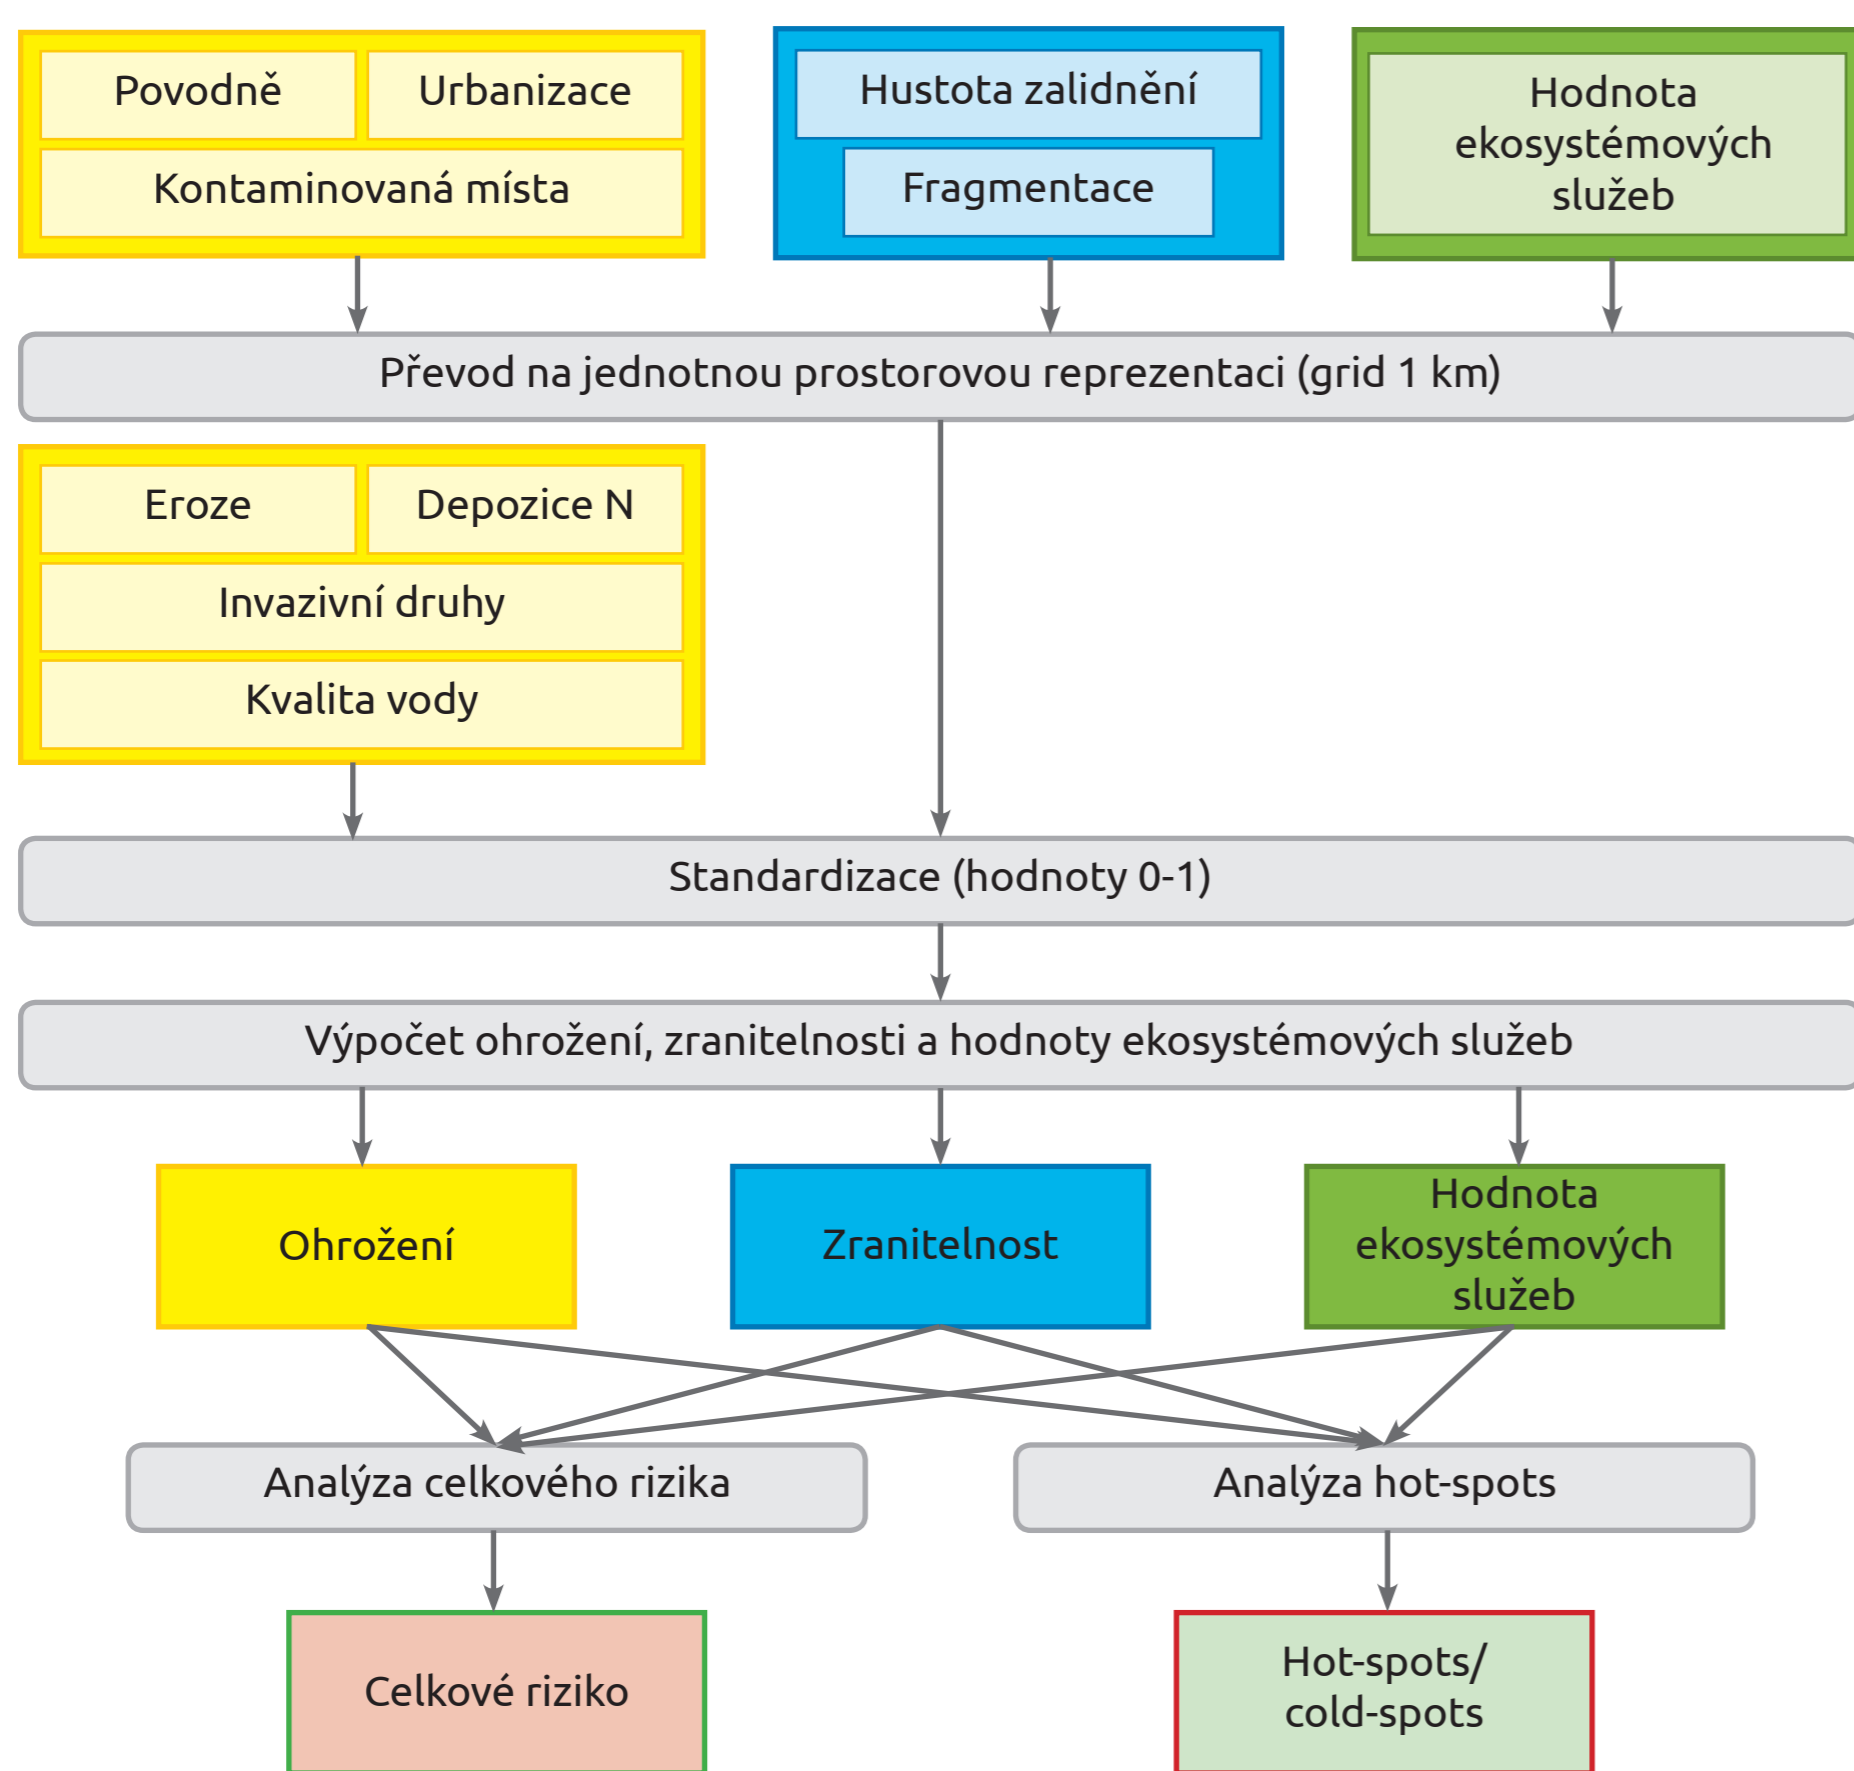 Povodně
Urbanizace
Kontaminovaná místa
Hustota zalidnění
Fragmentace
Hodnota
ekosystémových
služeb
Převod na jednotnou prostorovou reprezentaci (grid 1 km)
Eroze
Depozice N
Invazivní druhy
Kvalita vody
Standardizace (hodnoty 0-1)
Výpočet ohrožení, zranitelnosti a hodnoty ekosystémových služeb
Ohrožení
Zranitelnost
Hodnota
ekosystémových
služeb
Analýza celkového rizika
Analýza hot-spots
Celkové riziko
Hot-spots/
cold-spots